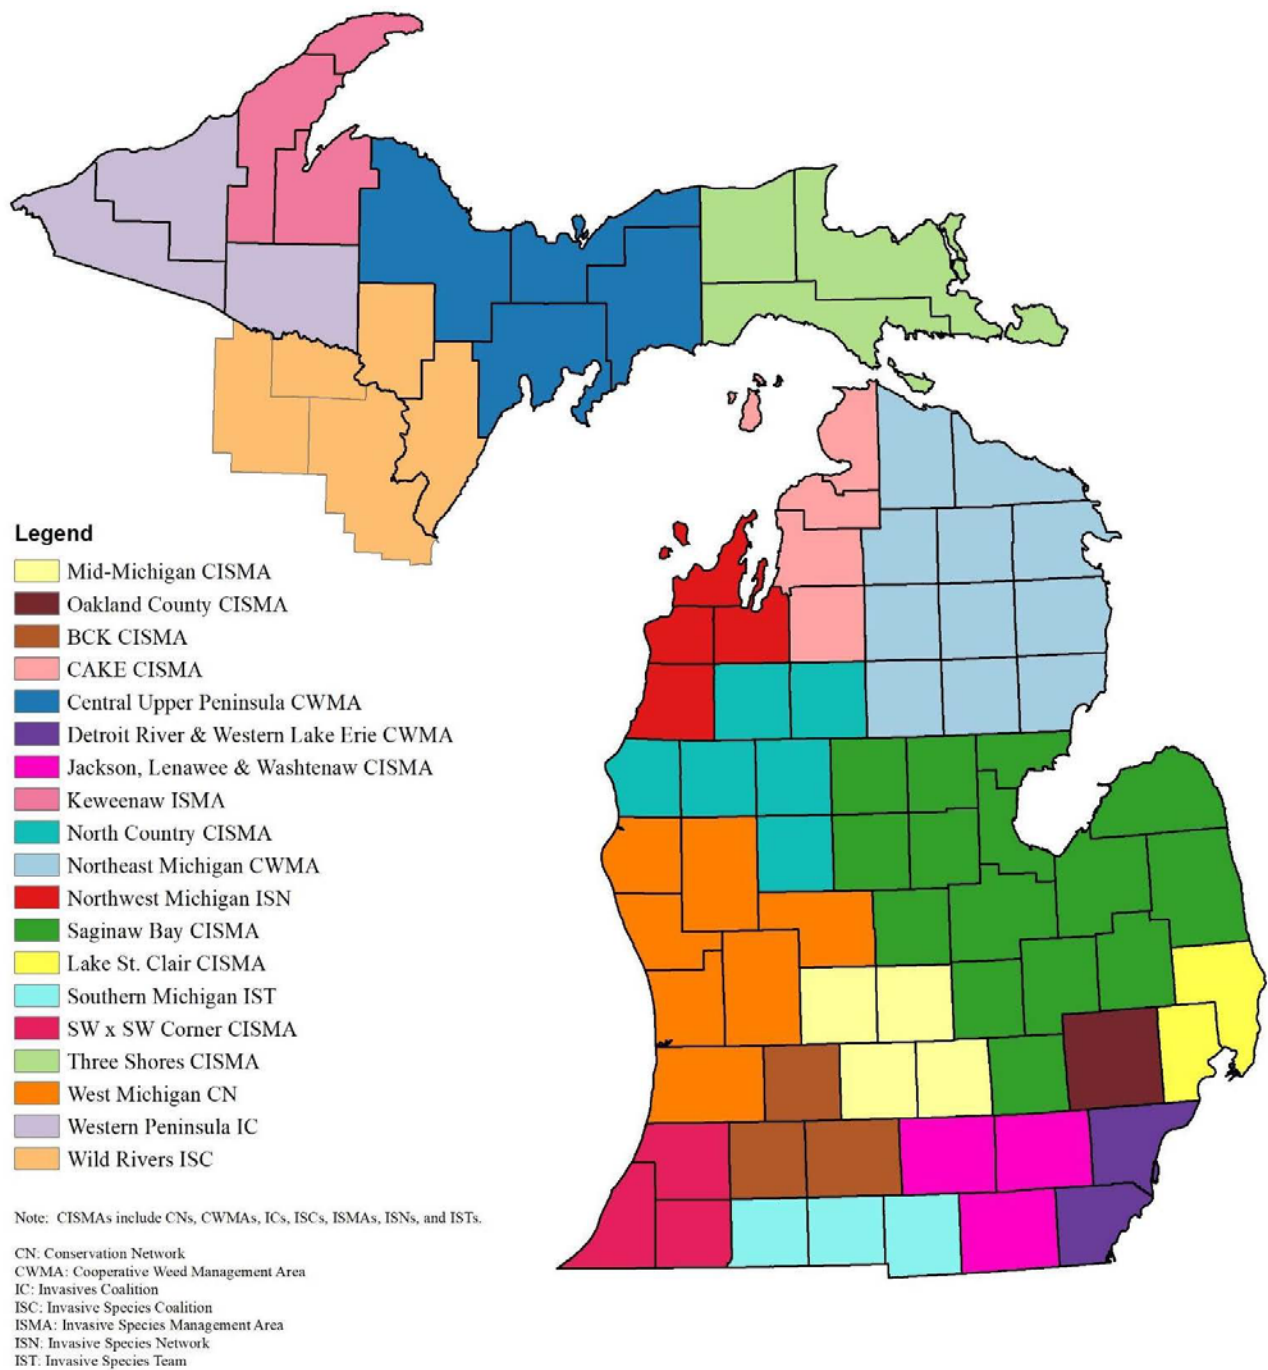 Legend
Mid-Michigan CISMA
Oakland County CISMA
BCK CISMA
CAKE CISMA
Central Upper Peninsula CWMA
Detroit River & Western Lake Erie CWMA
Jackson, Lenawee & Washtenaw CISMA
Keweenaw ISMA
North Country CISMA
Northeast Michigan CWMA
Northwest Michigan ISN
Saginaw Bay CISMA
Lake St. Clair CISMA
Southern Michigan IST
SW x SW Corner CISMA
Three Shores CISMA
West Michigan CN
Western Peninsula IC
Wild Rivers ISC
Note: CISMAs include CNs, CWMAs, ICs, ISCs, ISMAs, ISNs, and ISTs.
CN: Conservation Network
CWMA: Cooperative Weed Management Area
IC: Invasives Coalition
ISC: Invasive Species Coalition
ISMA: Invasive Species Management Area
ISN: Invasive Species Network
IST: Invasive Species Team